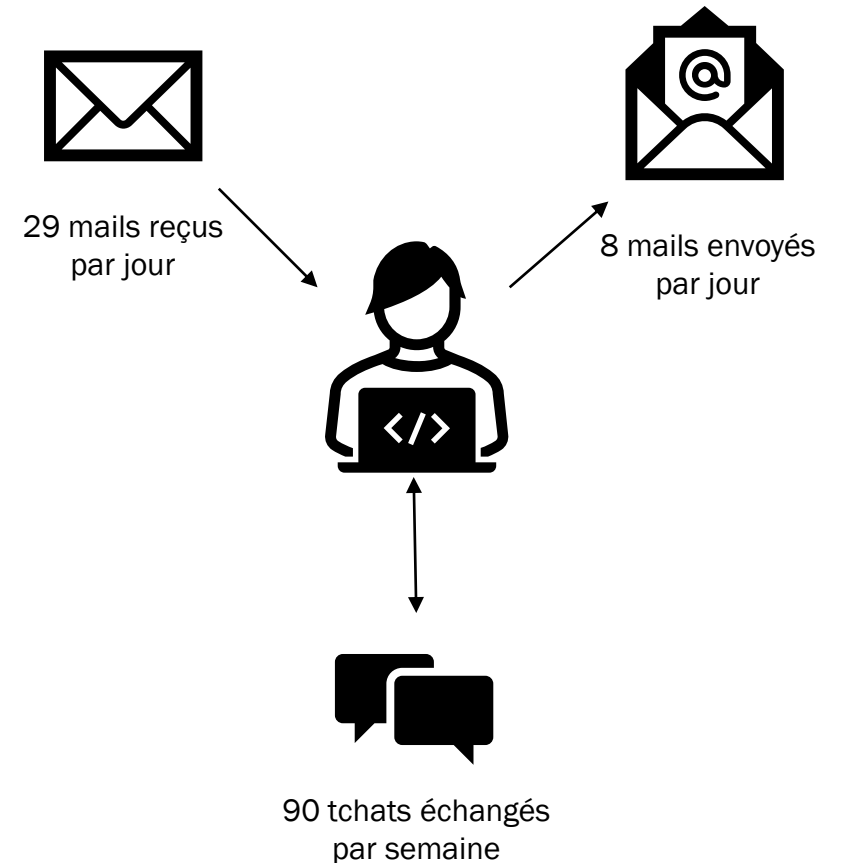 29 mails reçus
par jour
8 mails envoyés
par jour
</>
90 tchats échangés
par semaine